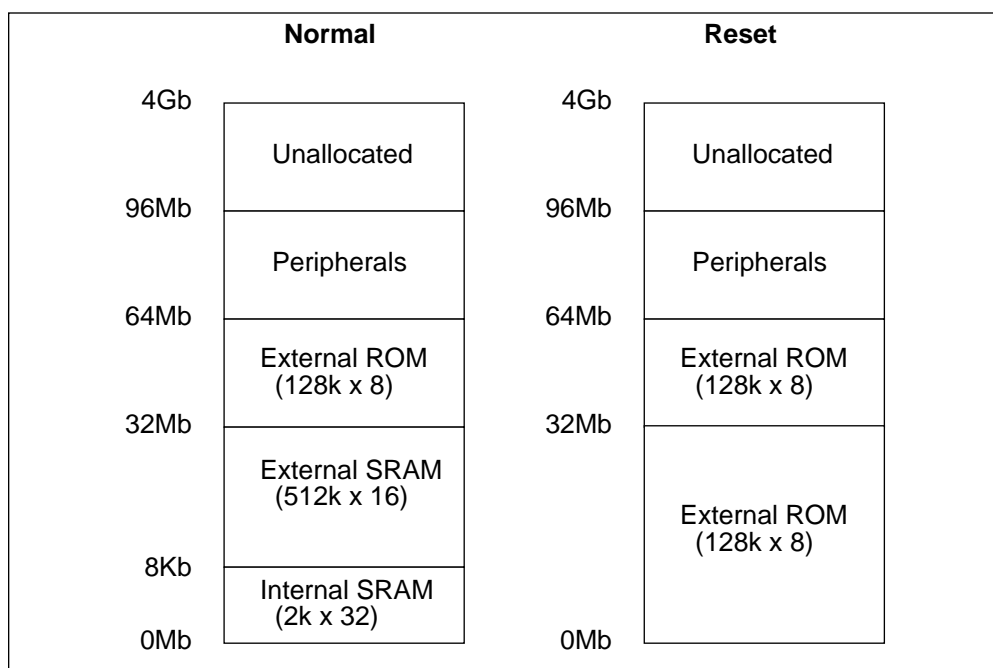 Normal
Reset
4Gb
Unallocated
96Mb
Peripherals
64Mb
External ROM
(128k x 8)
32Mb
External SRAM
(512k x 16)
8Kb
Internal SRAM
(2k x 32)
0Mb
4Gb
Unallocated
96Mb
Peripherals
64Mb
External ROM
(128k x 8)
32Mb
External ROM
(128k x 8)
0Mb